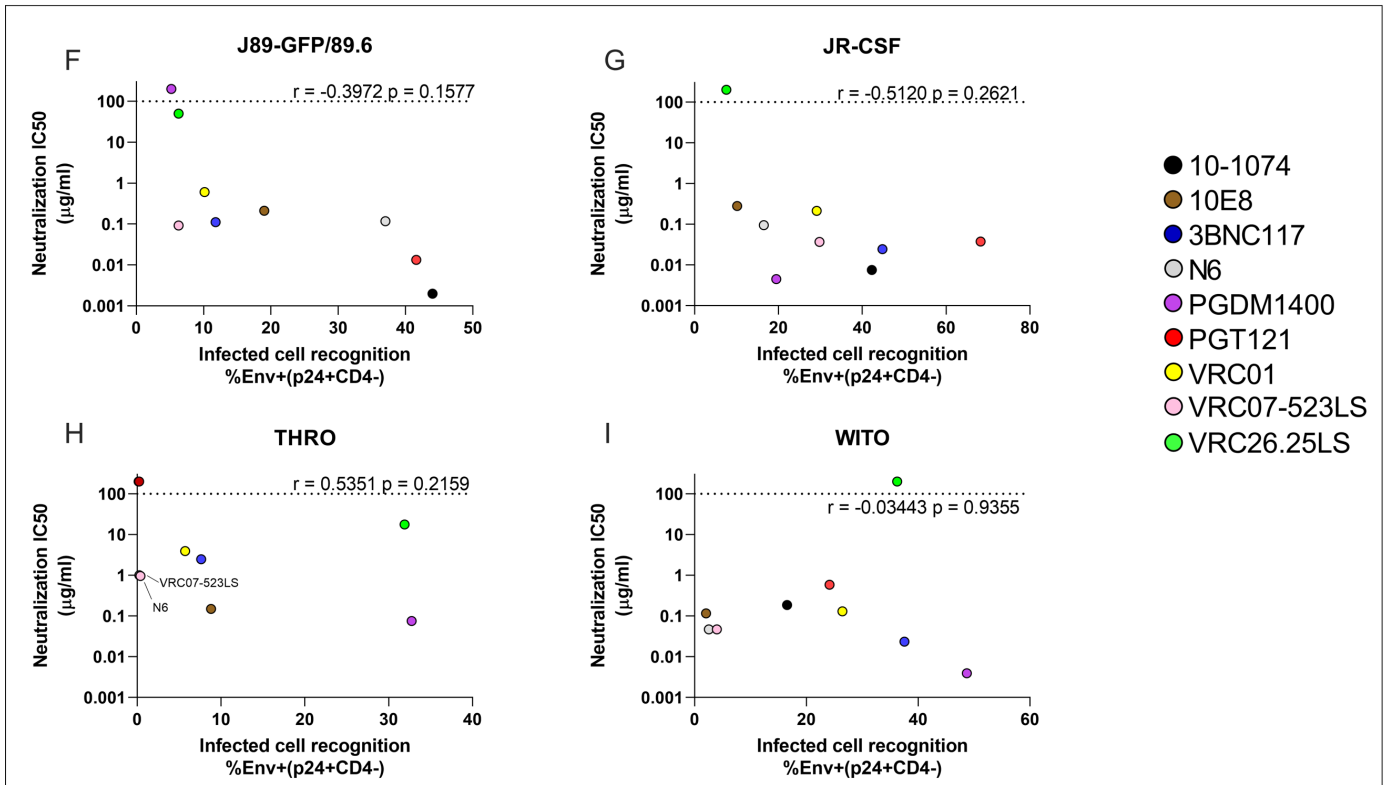 F
J89-GFP/89.6
r = -0.3972 p = 0.1577
100
10
1
0.1
0.01
0.001
Neutralization IC50
(µg/ml)
0 10 20 30 40 50
Infected cell recognition
%Env+(p24+CD4-)
G
JR-CSF
r = -0.5120 p = 0.2621
100
10
1
0.1
0.01
0.001
Neutralization IC50
(µg/ml)
0 20 40 60 80
Infected cell recognition
%Env+(p24+CD4-)
10-1074
10E8
3BNC117
N6
PGDM1400
PGT121
VRC01
VRC07-523LS
VRC26.25LS
H
THRO
r = 0.5351 p = 0.2159
100
10
1
0.1
0.01
0.001
Neutralization IC50
(µg/ml)
VRC07-523LS
N6
0 10 20 30 40
Infected cell recognition
%Env+(p24+CD4-)
I
WITO
r = -0.03443 p = 0.9355
100
10
1
0.1
0.01
0.001
Neutralization IC50
(µg/ml)
0 20 40 60
Infected cell recognition
%Env+(p24+CD4-)